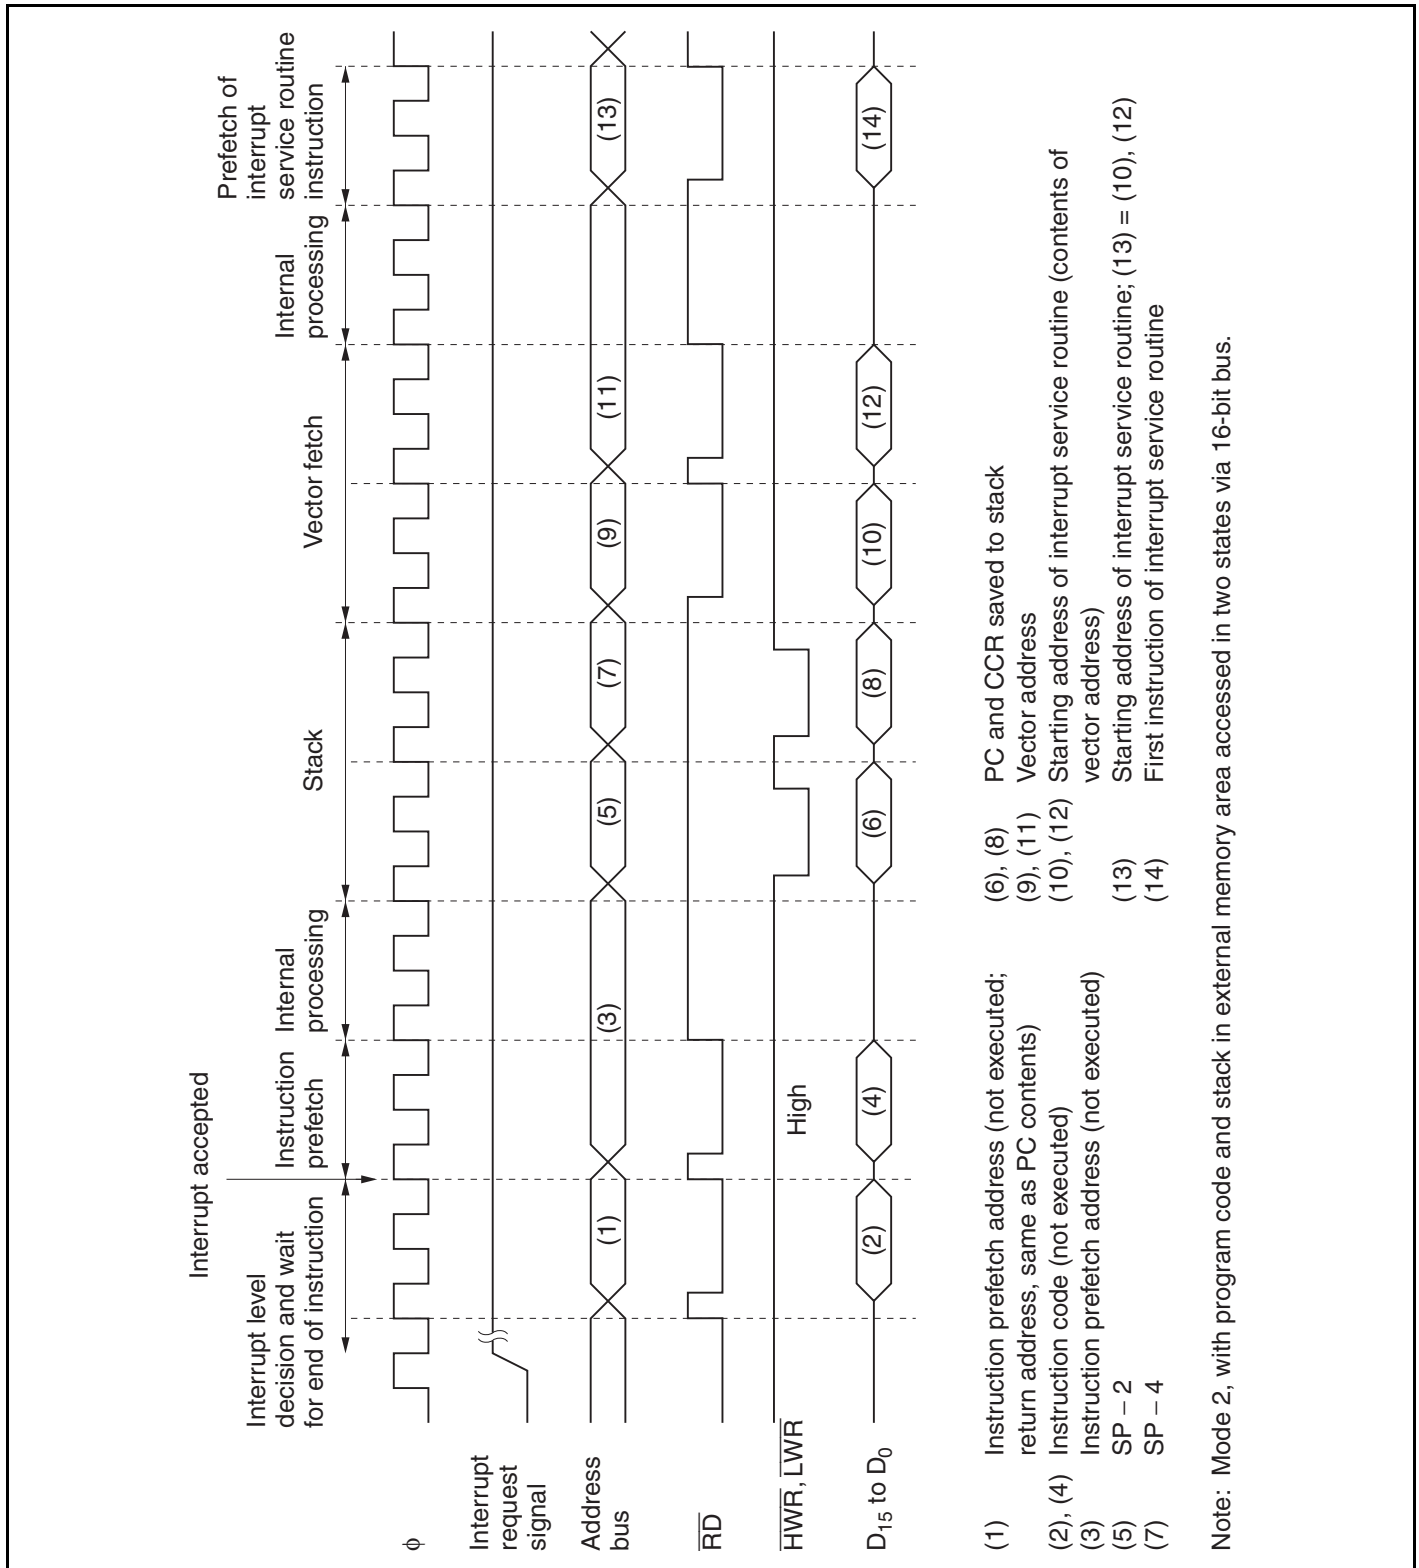 Interrupt accepted
Interrupt level
decision and wait
for end of instruction
Instruction
prefetch
Internal
processing
Stack
Vector fetch
Internal
processing
Prefetch of
interrupt
service routine
instruction
φ
Interrupt
request
signal
Address
bus
(1)
(3)
(5)
(7)
(9)
(11)
(13)
RD
HWR, LWR
High
D15 to D0
(2)
(4)
(6)
(8)
(10)
(12)
(14)
(1) Instruction prefetch address (not executed;
return address, same as PC contents)
(2), (4) Instruction code (not executed)
(3) Instruction prefetch address (not executed)
(5) SP – 2
(7) SP – 4
(6), (8) PC and CCR saved to stack
(9), (11) Vector address
(10), (12) Starting address of interrupt service routine (contents of
vector address)
(13) Starting address of interrupt service routine; (13) = (10), (12)
(14) First instruction of interrupt service routine
Note: Mode 2, with program code and stack in external memory area accessed in two states via 16-bit bus.